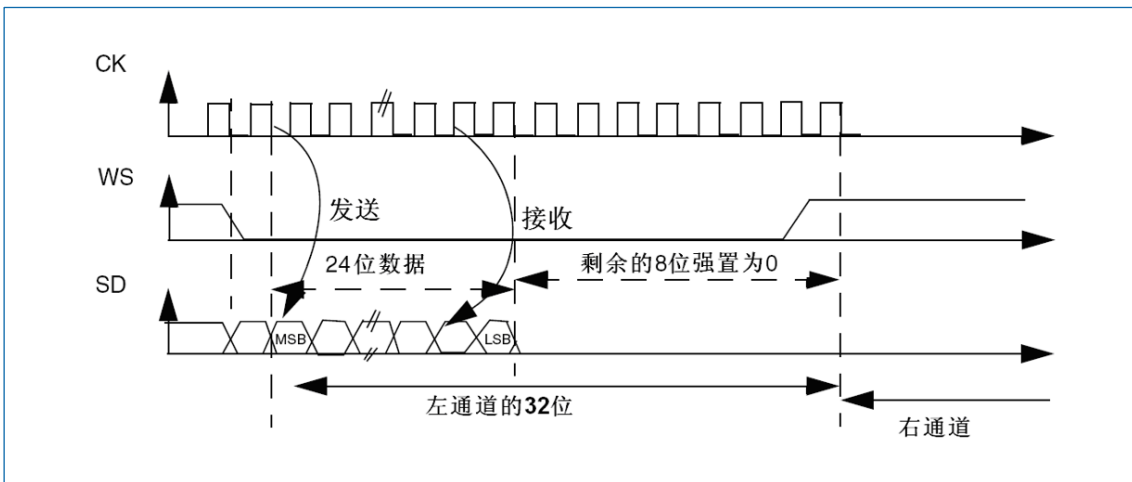 CK
WS
发送
接收
24位数据
剩余的8位强置为0
SD
MSB
LSB
左通道的32位
右通道